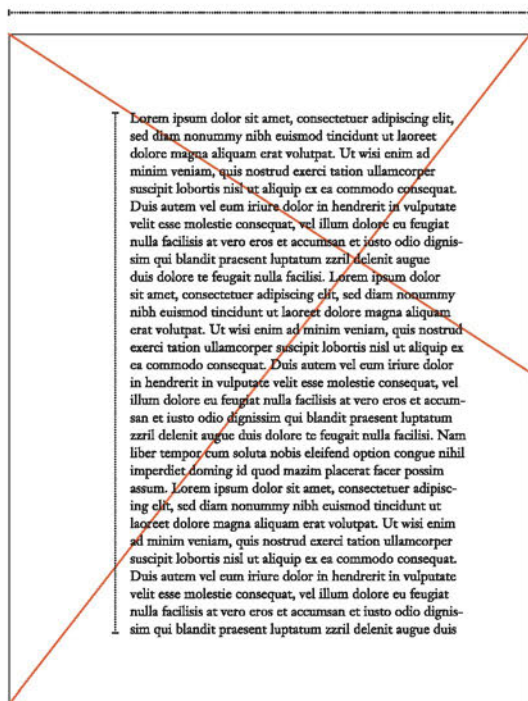 Lorem ipsum dolor sit amet, consectetuer adipiscing elit,
sed diam nonummy nibh euismod tincidunt ut laoreet
dolore magna aliquam erat volutpat. Ut wisi enim ad
minim veniam, quis nostrud exerci tation ullamcorper
suscipit lobortis nisl ut aliquip ex ea commodo consequat.
Duis autem vel eum iriure dolor in hendrerit in vulputate
velit esse molestie consequat, vel illum dolore eu feugiat
nulla facilisis at vero eros et accumsan et iusto odio dignis-
sim qui blandit praesent luptatum zzril delenit augue
duis dolore te feugait nulla facilisi. Lorem ipsum dolor
sit amet, consectetuer adipiscing elit, sed diam nonummy
nibh euismod tincidunt ut laoreet dolore magna aliquam
erat volutpat. Ut wisi enim ad minim veniam, quis nostrud
exerci tation ullamcorper suscipit lobortis nisl ut aliquip ex
ea commodo consequat. Duis autem vel eum iriure dolor
in hendrerit in vulputate velit esse molestie consequat, vel
illum dolore eu feugiat nulla facilisis at vero eros et accum-
san et iusto odio dignissim qui blandit praesent luptatum
zzril delenit augue duis dolore te feugait nulla facilisi. Nam
liber tempor cum soluta nobis eleifend option congue nihil
imperdiet doming id quod mazim placerat facer possim
assum. Lorem ipsum dolor sit amet, consectetuer adipisc-
ing elit, sed diam nonummy nibh euismod tincidunt ut
laoreet dolore magna aliquam erat volutpat. Ut wisi enim
ad minim veniam, quis nostrud exerci tation ullamcorper
suscipit lobortis nisl ut aliquip ex ea commodo consequat.
Duis autem vel eum iriure dolor in hendrerit in vulputate
velit esse molestie consequat, vel illum dolore eu feugiat
nulla facilisis at vero eros et accumsan et iusto odio dignis-
sim qui blandit praesent luptatum zzril delenit augue duis